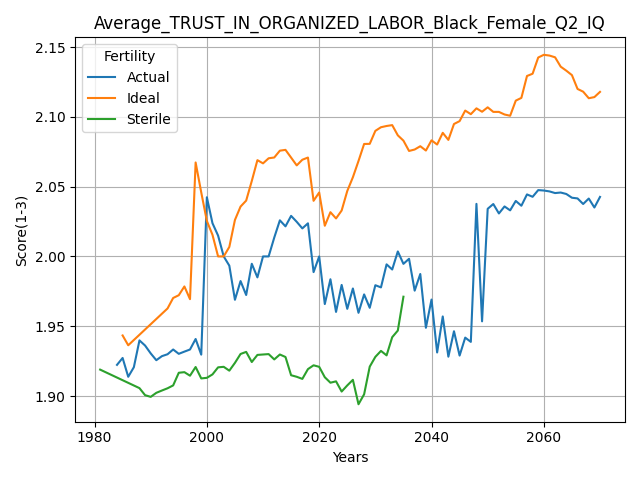 Average_TRUST_IN_ORGANIZED_LABOR_Black_Female_Q2_IQ
Fertility
Actual
Ideal
Sterile
Score(1-3)
2.15
2.10
2.05
2.00
1.95
1.90
1980
2000
2020
2040
2060
Years